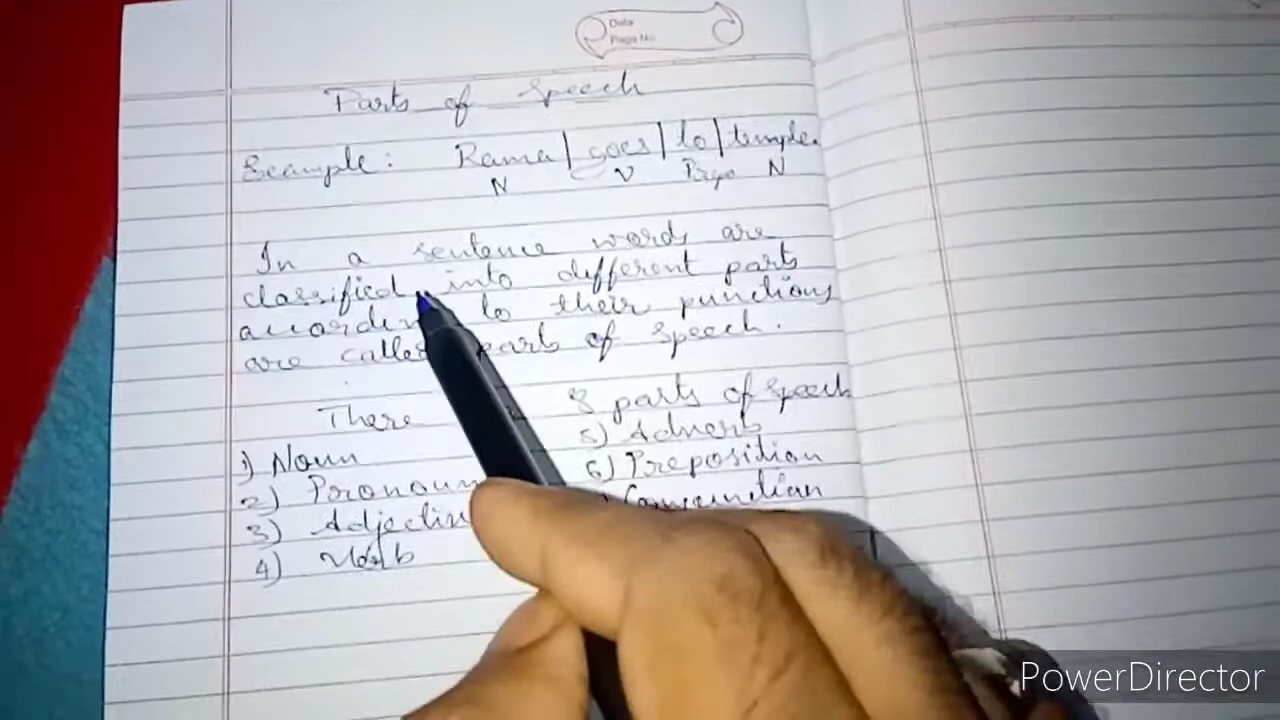 Date
Page No
Parts of Speech
Example: Rama | goes | to | temple.
N V Prep N
In a sentence words are
classified into different parts
to their functions
are called parts of speech.
There 8 parts of speech
1) Noun
2) Pronoun
3)
4) Verb
5) Adverb
6) Preposition
Conjunction
PowerDirector